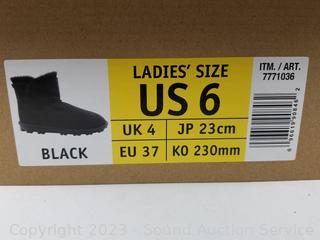 LADIES' SIZE
US 6
UK 4
JP 23cm
EU 37
KO 230mm
BLACK
ITM. / ART.
7771036
Copyright © 2023 - Sound Auction Service